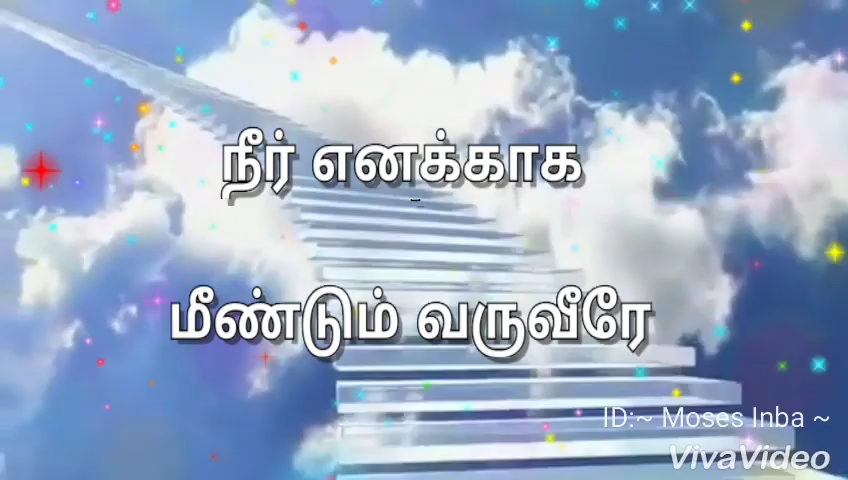 நீர் எனக்காக
மீண்டும் வருவீரே
ID:~ Moses Inba ~
VivaVideo